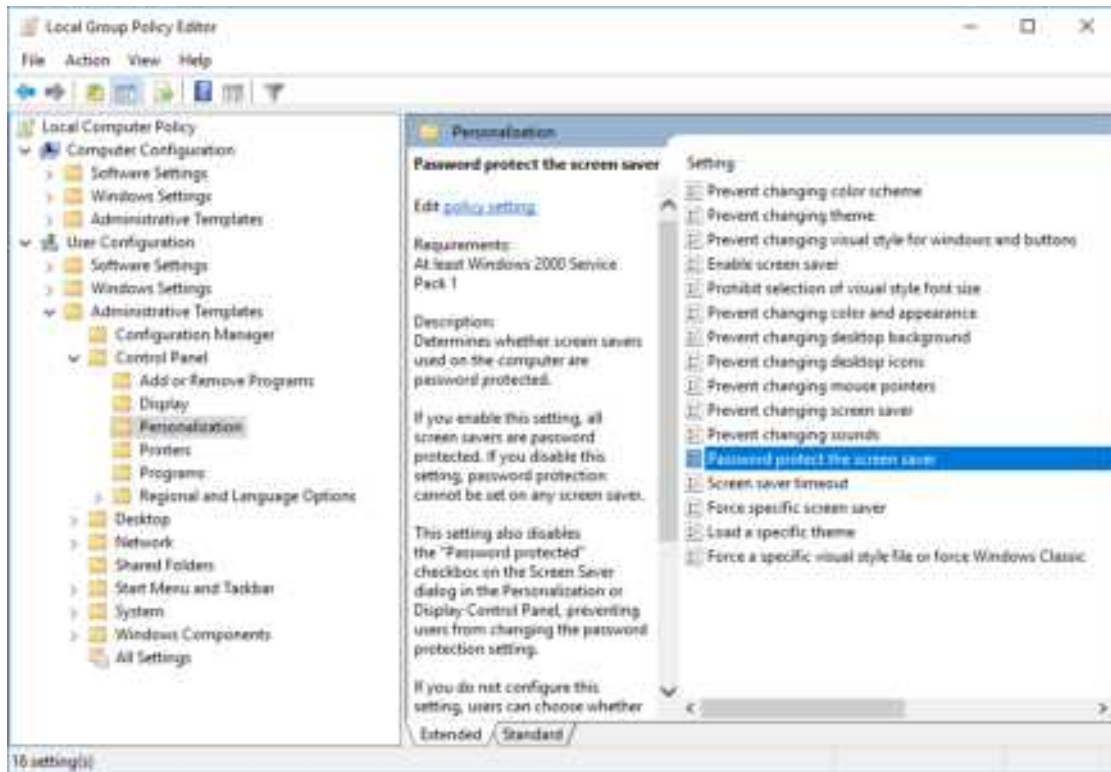 Local Group Policy Editor
File Action View Help
Local Computer Policy
Computer Configuration
Software Settings
Windows Settings
Administrative Templates
User Configuration
Software Settings
Windows Settings
Administrative Templates
Configuration Manager
Control Panel
Add or Remove Programs
Display
Personalization
Printers
Programs
Regional and Language Options
Desktop
Network
Shared Folders
Start Menu and Taskbar
System
Windows Components
All Settings
Personalization
Password protect the screen saver
Edit policy setting
Requirements:
At least Windows 2000 Service
Pack 1
Description:
Determines whether screen savers
used on the computer are
password protected.
If you enable this setting, all
screen savers are password
protected. If you disable this
setting, password protection
cannot be set on any screen saver.
This setting also disables
the "Password protected"
checkbox on the Screen Saver
dialog in the Personalization or
Display Control Panel, preventing
users from changing the password
protection setting.
If you do not configure this
setting, users can choose whether
Setting
Prevent changing color scheme
Prevent changing theme
Prevent changing visual style for windows and buttons
Enable screen saver
Prohibit selection of visual style font size
Prevent changing color and appearance
Prevent changing desktop background
Prevent changing desktop icons
Prevent changing mouse pointers
Prevent changing screen saver
Prevent changing sounds
Password protect the screen saver
Screen saver timeout
Force specific screen saver
Load a specific theme
Force a specific visual style file or force Windows Classic
Extended Standard
16 setting(s)